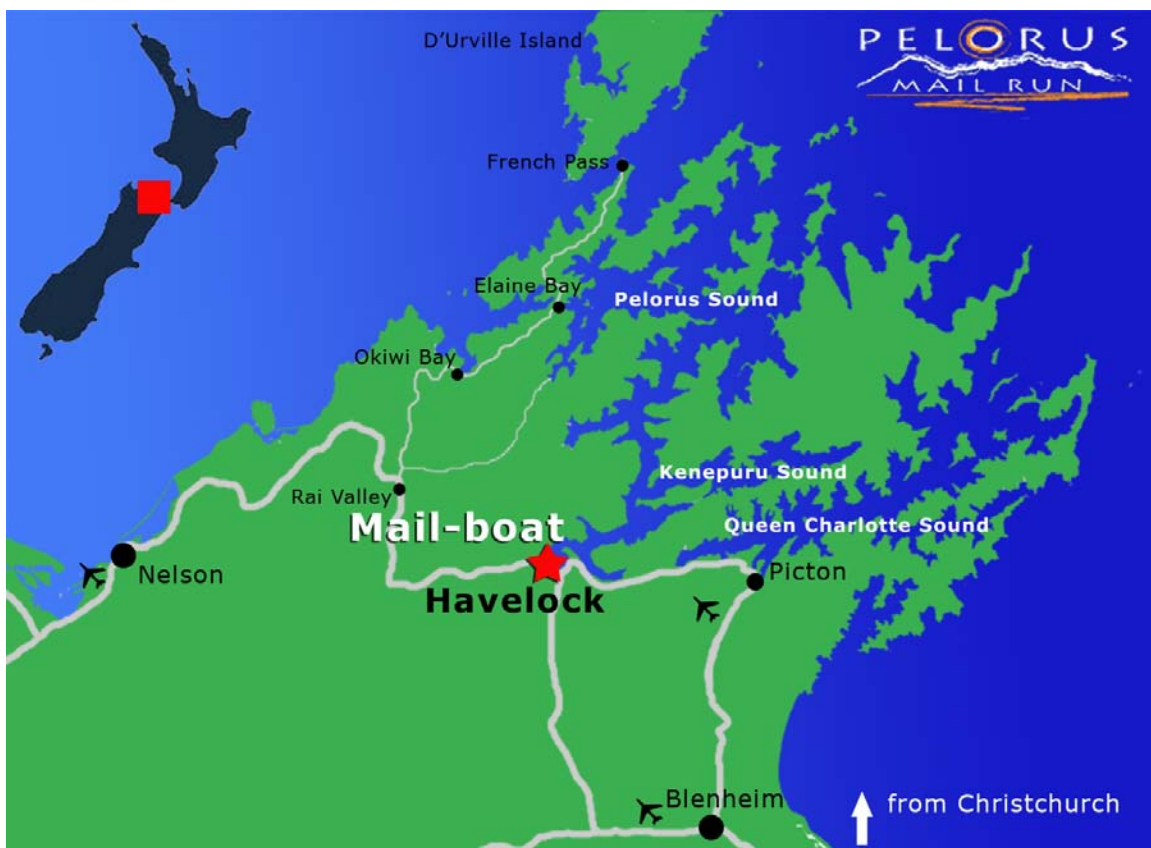 D'Urville Island
PELORUS
MAIL RUN
French Pass
Elaine Bay
Pelorus Sound
Okiwi Bay
Kenepuru Sound
Rai Valley
Queen Charlotte Sound
Mail-boat
Nelson
Picton
Havelock
Blenheim
from Christchurch